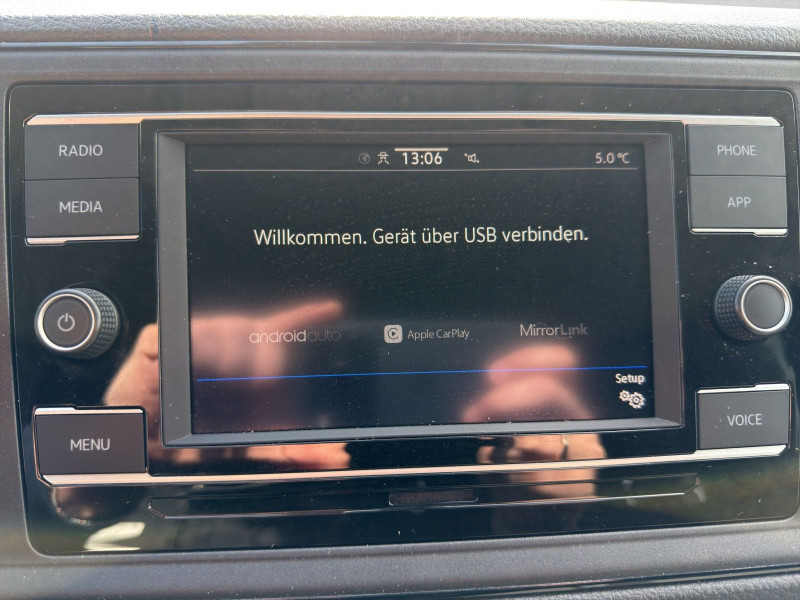 RADIO
MEDIA
MENU
13:06
5.0°C
Willkommen. Gerät über USB verbinden.
androidauto
Apple CarPlay
MirrorLink
Setup
PHONE
APP
VOICE